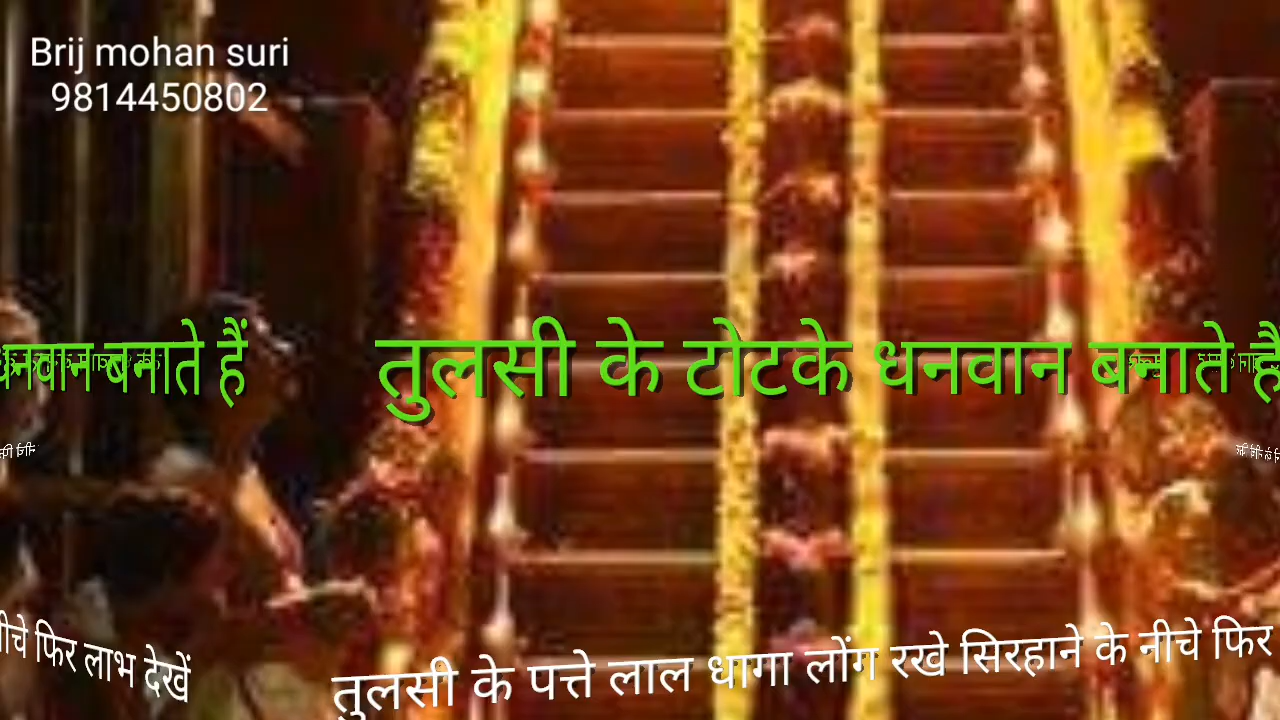 Brij mohan suri
9814450802
धनवान बनाते हैं
तुलसी के टोटके धनवान बनाते है
नीचे फिर लाभ देखें
तुलसी के पत्ते लाल धागा लोंग रखे सिरहाने के नीचे फिर